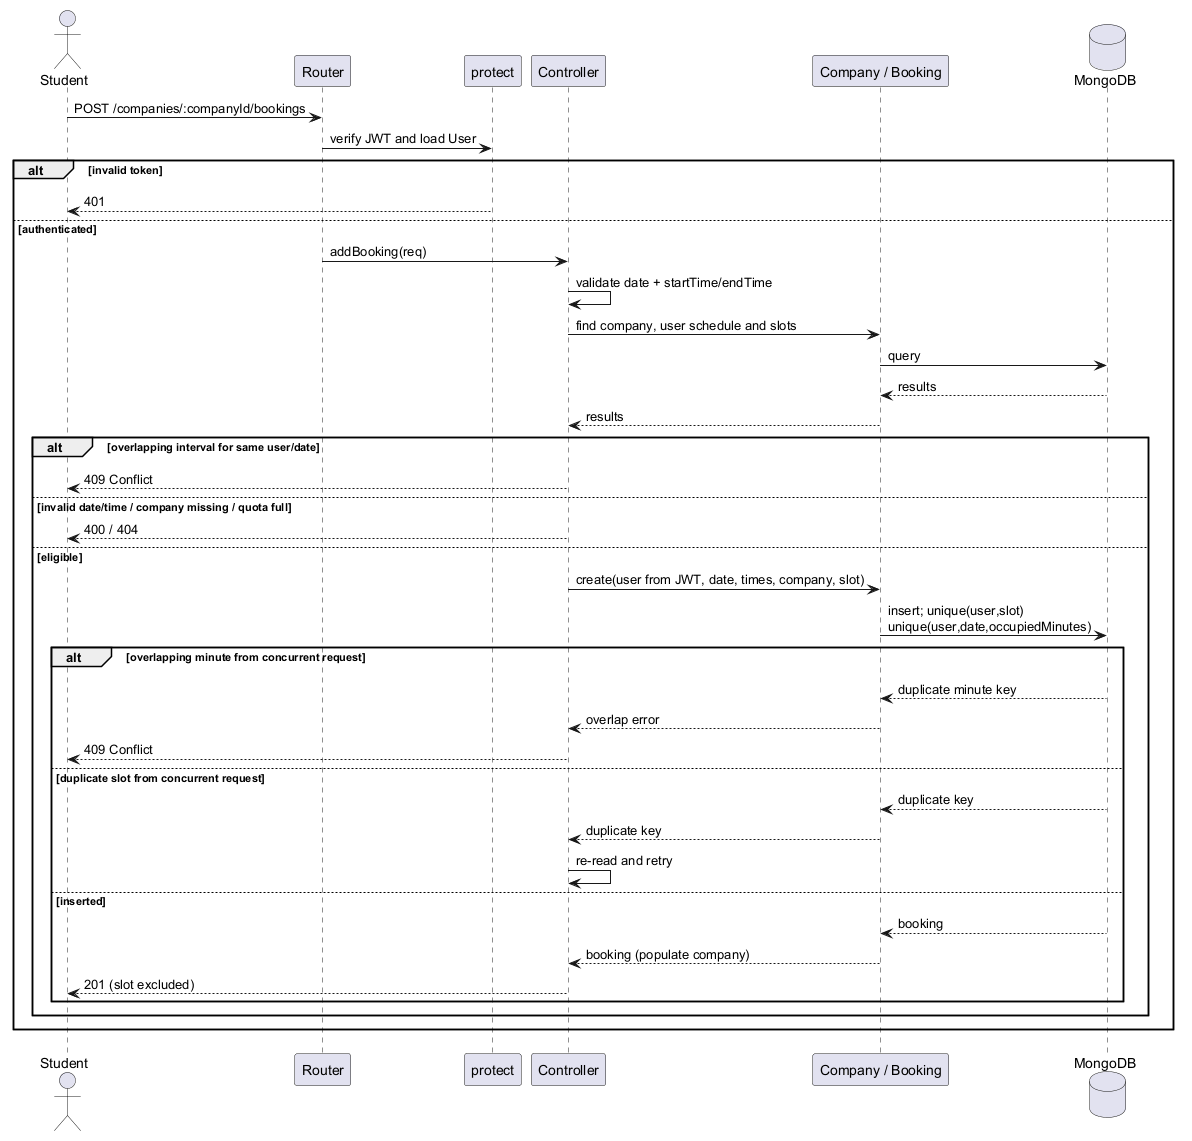 Student
Router
protect
Controller
Company / Booking
MongoDB
POST /companies/:companyId/bookings
verify JWT and load User
alt [invalid token]
401
[authenticated]
addBooking(req)
validate date + startTime/endTime
find company, user schedule and slots
query
results
results
alt [overlapping interval for same user/date]
409 Conflict
[invalid date/time / company missing / quota full]
400 / 404
[eligible]
create(user from JWT, date, times, company, slot)
insert; unique(user,slot)
unique(user,date,occupiedMinutes)
alt [overlapping minute from concurrent request]
duplicate minute key
overlap error
409 Conflict
[duplicate slot from concurrent request]
duplicate key
duplicate key
re-read and retry
[inserted]
booking
booking (populate company)
201 (slot excluded)
Student
Router
protect
Controller
Company / Booking
MongoDB